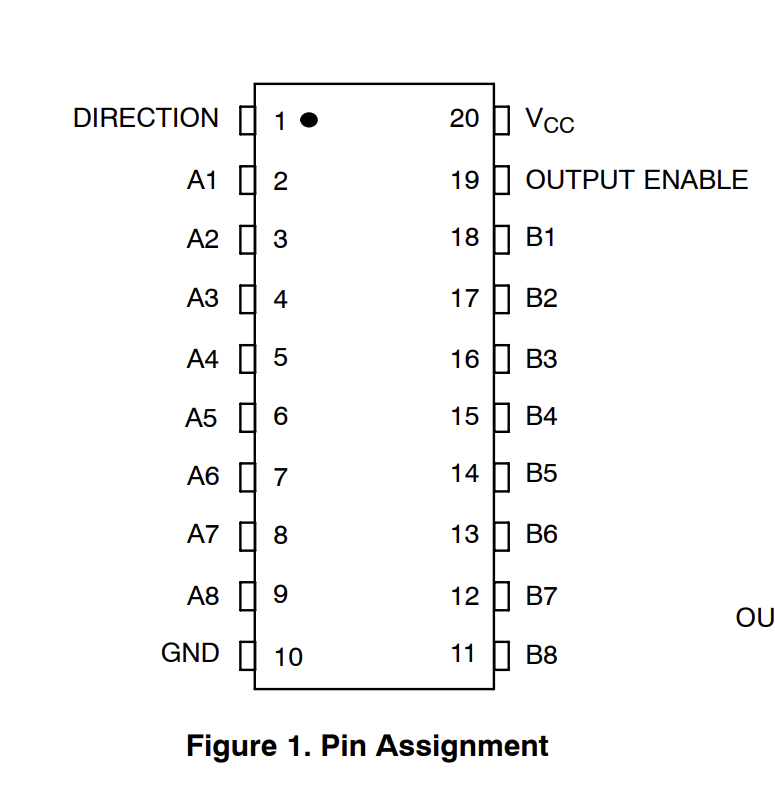 DIRECTION 1 20 VCC
A1 2 19 OUTPUT ENABLE
A2 3 18 B1
A3 4 17 B2
A4 5 16 B3
A5 6 15 B4
A6 7 14 B5
A7 8 13 B6
A8 9 12 B7
OU
GND 10 11 B8
Figure 1. Pin Assignment